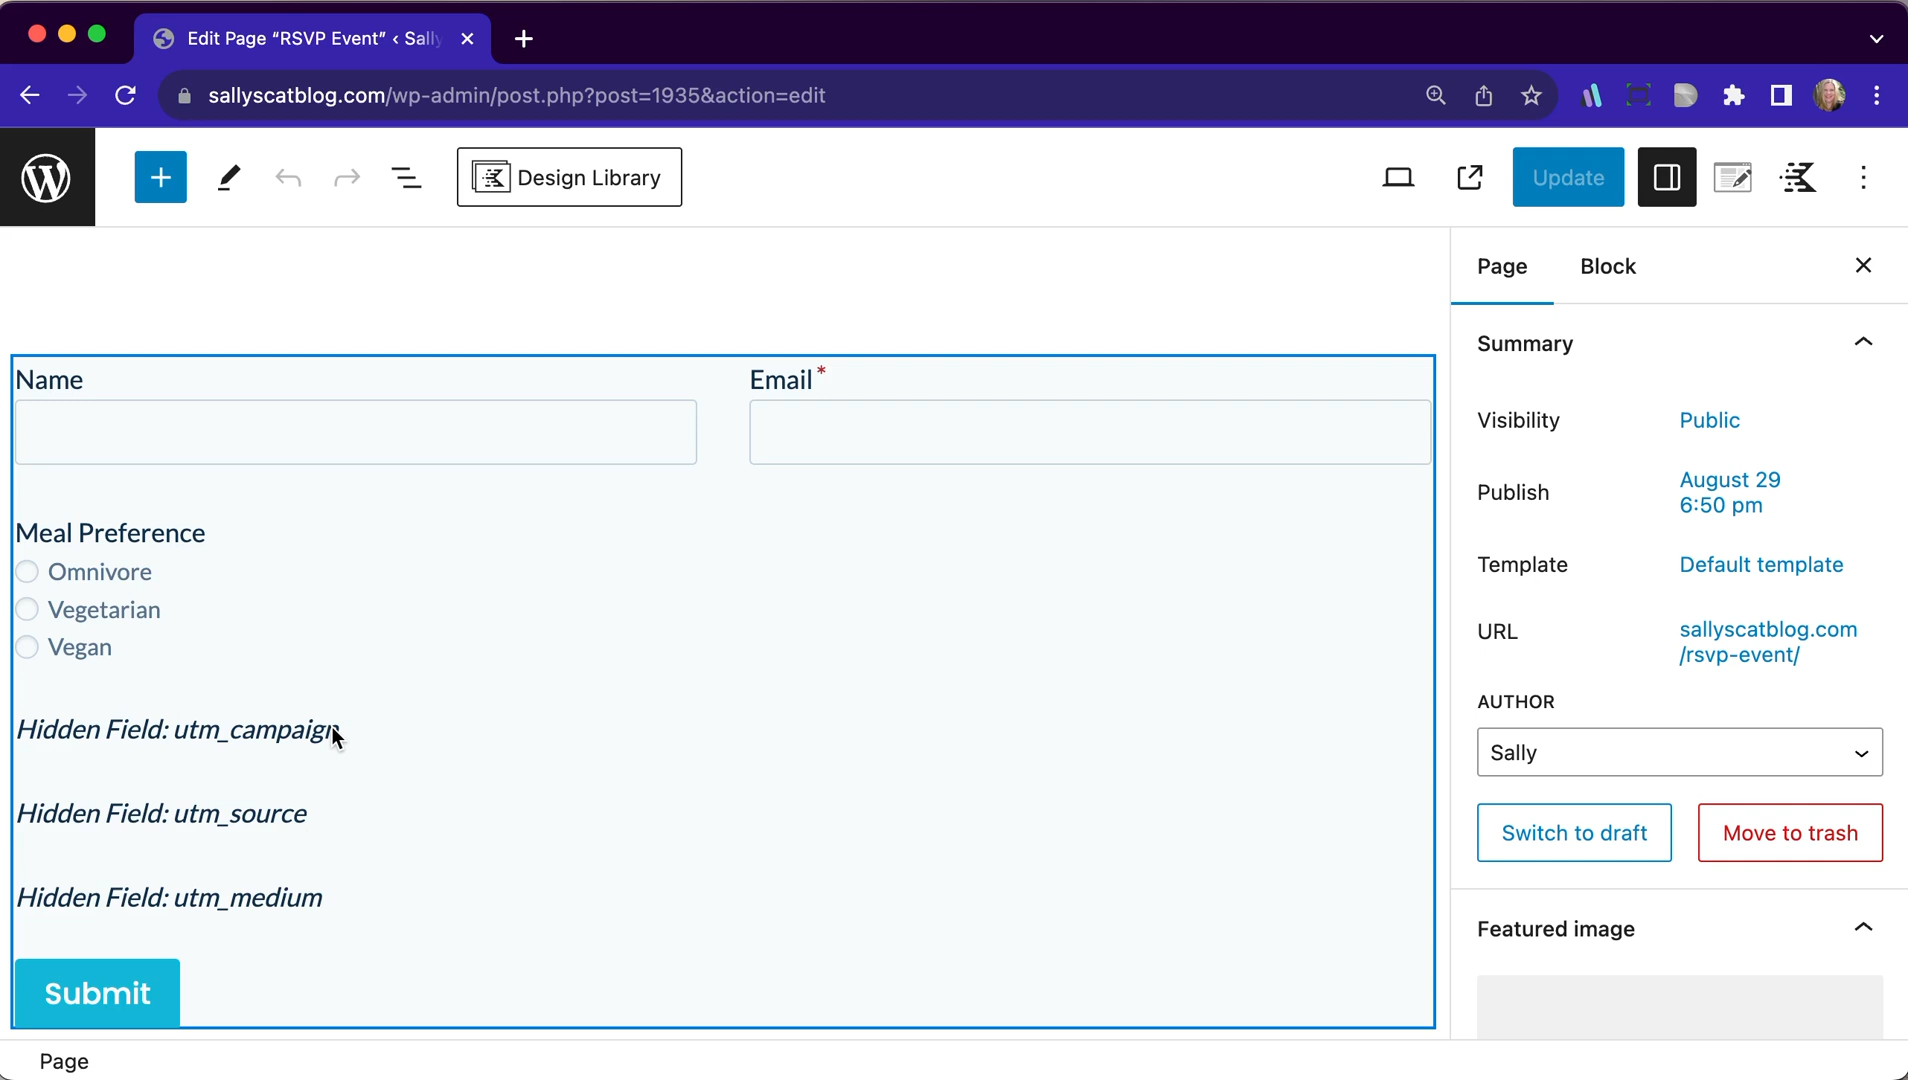 Edit Page “RSVP Event” ‹ Sally
sallyscatblog.com/wp-admin/post.php?post=1935&action=edit
Design Library
Update
Page
Block
Summary
Visibility
Public
Publish
August 29
6:50 pm
Template
Default template
URL
sallyscatblog.com
/rsvp-event/
AUTHOR
Sally
Switch to draft
Move to trash
Featured image
Name
Email *
Meal Preference
Omnivore
Vegetarian
Vegan
Hidden Field: utm_campaign
Hidden Field: utm_source
Hidden Field: utm_medium
Submit
Page